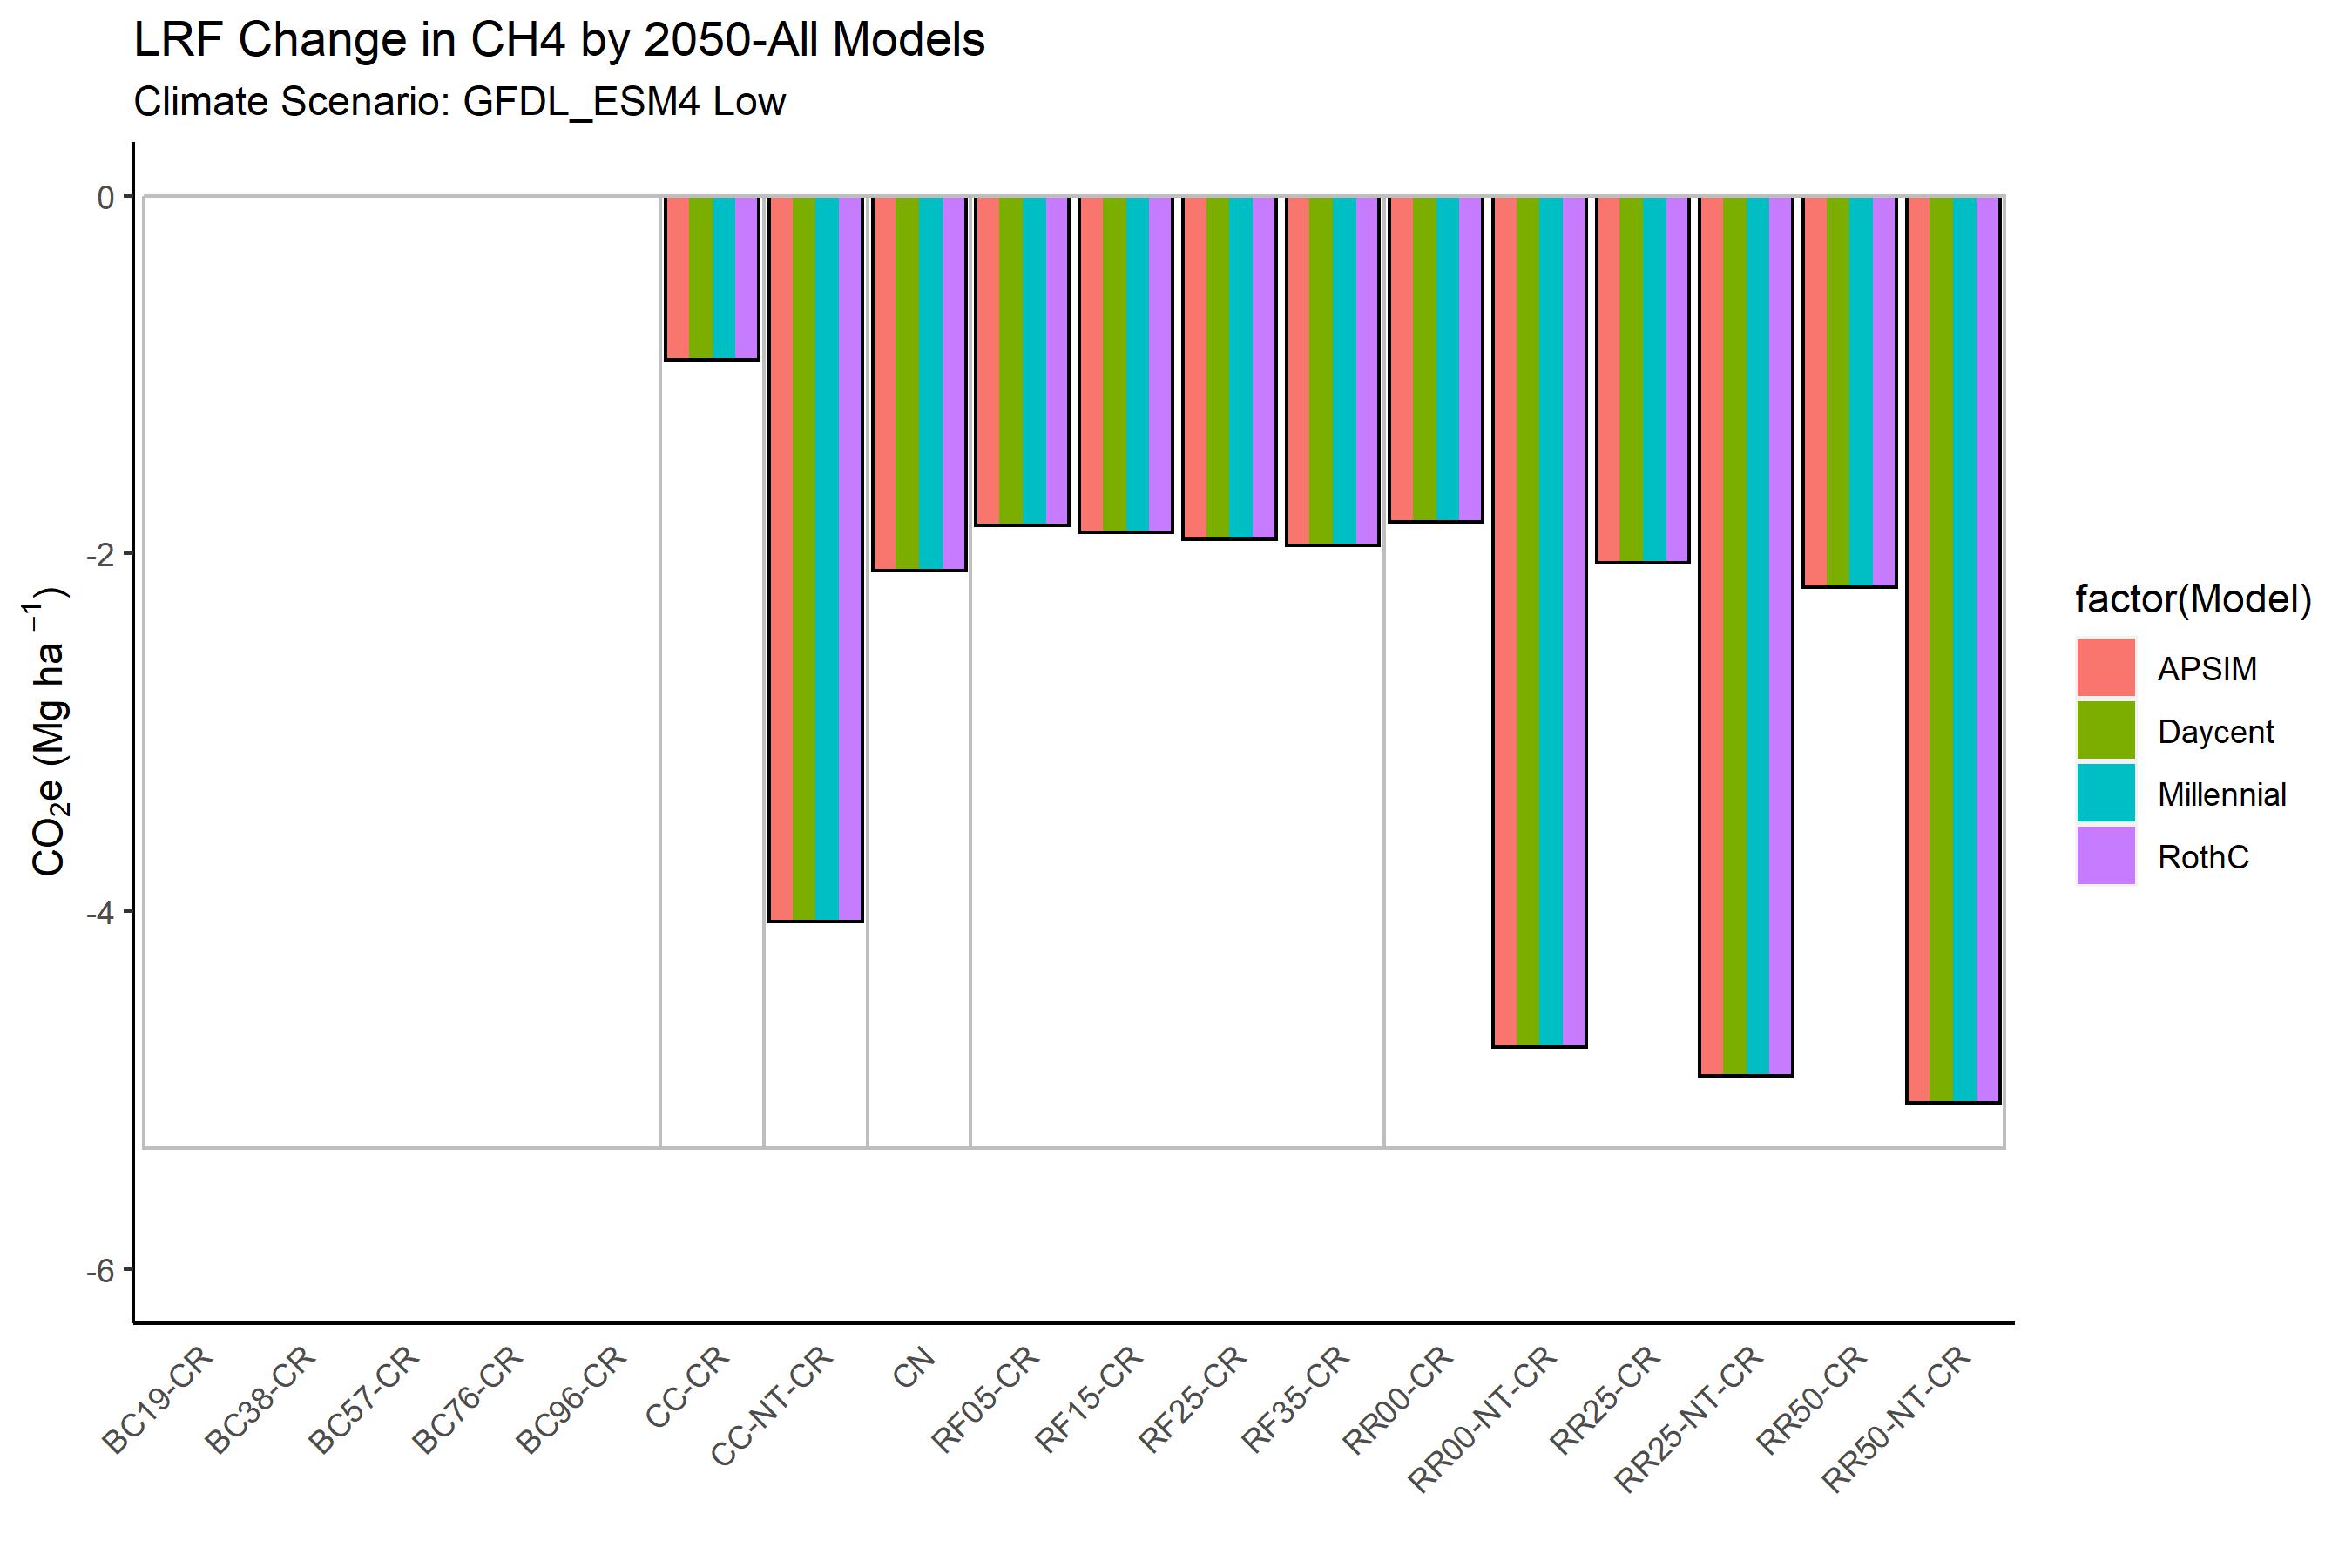 LRF Change in CH4 by 2050-All Models
Climate Scenario: GFDL_ESM4 Low
CO₂e (Mg ha ⁻¹)
0
-2
-4
-6
BC19-CR
BC38-CR
BC57-CR
BC76-CR
BC96-CR
CC-CR
CC-NT-CR
CN
RF05-CR
RF15-CR
RF25-CR
RF35-CR
RR00-CR
RR00-NT-CR
RR25-CR
RR25-NT-CR
RR50-CR
RR50-NT-CR
factor(Model)
APSIM
Daycent
Millennial
RothC